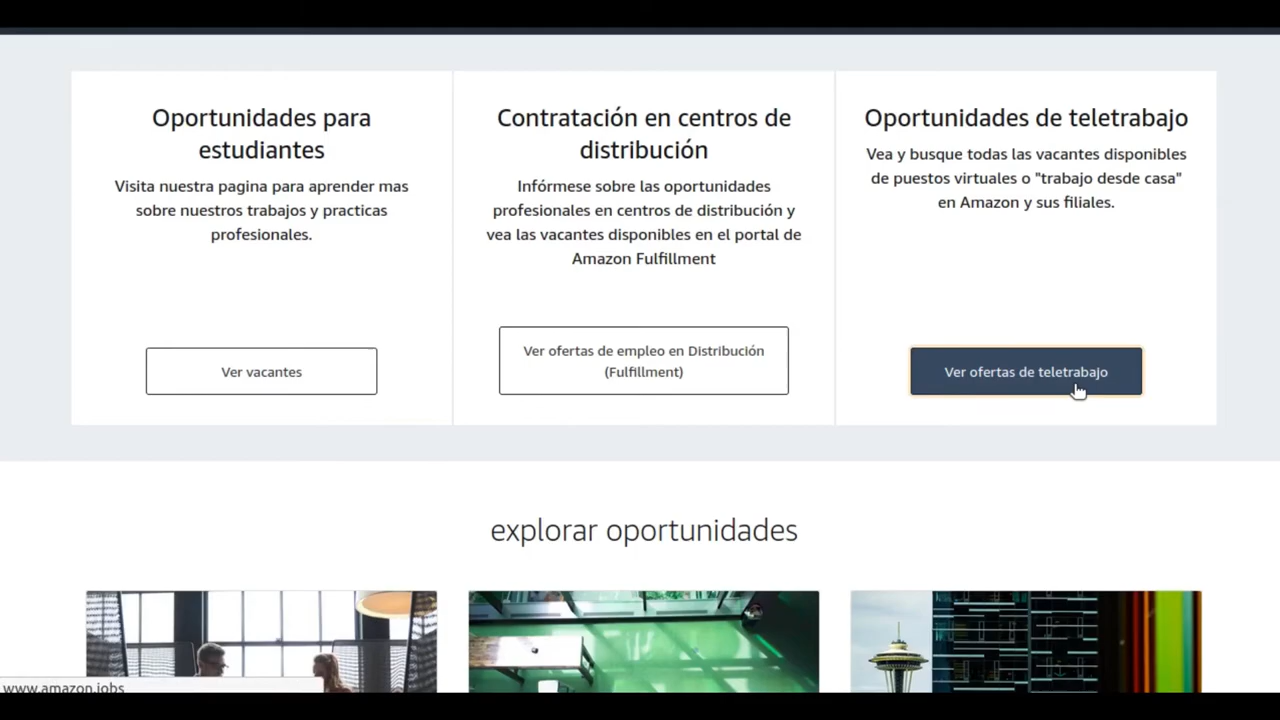 Oportunidades para
estudiantes
Visita nuestra pagina para aprender mas
sobre nuestros trabajos y practicas
profesionales.
Ver vacantes
Contratación en centros de
distribución
Infórmese sobre las oportunidades
profesionales en centros de distribución y
vea las vacantes disponibles en el portal de
Amazon Fulfillment
Ver ofertas de empleo en Distribución
(Fulfillment)
Oportunidades de teletrabajo
Vea y busque todas las vacantes disponibles
de puestos virtuales o "trabajo desde casa"
en Amazon y sus filiales.
Ver ofertas de teletrabajo
explorar oportunidades
www.amazon.jobs